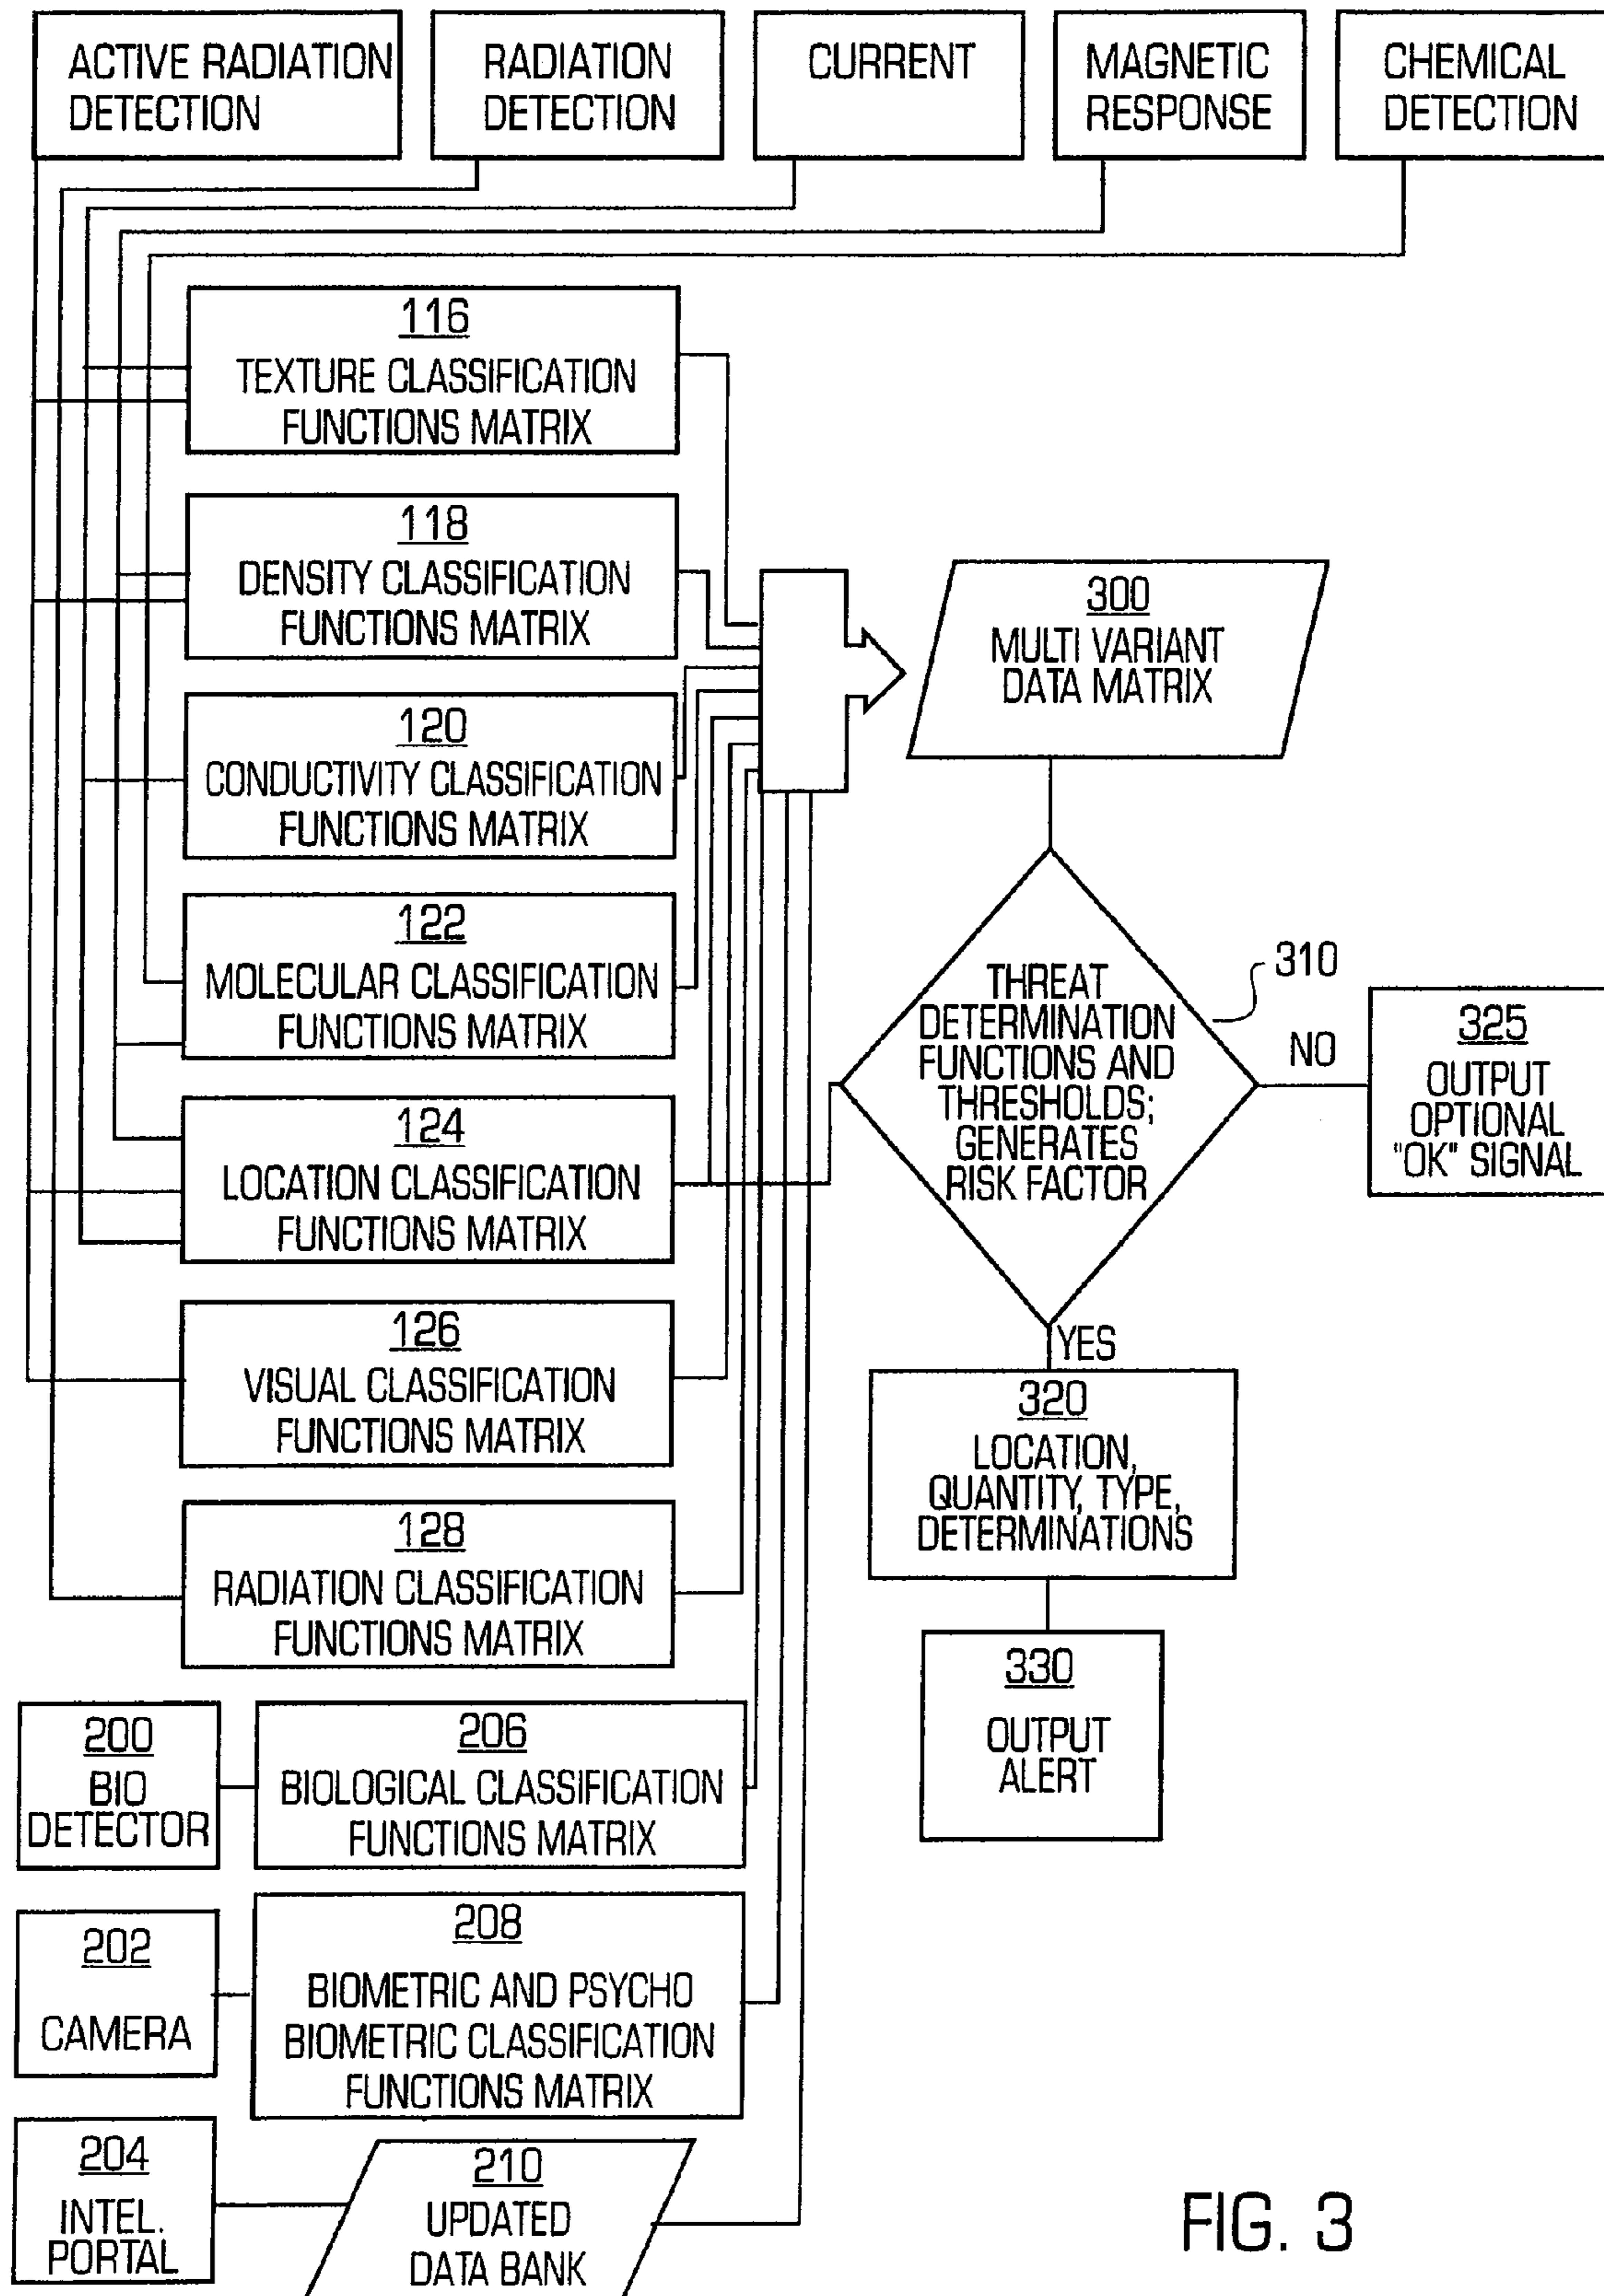 ACTIVE RADIATION
DETECTION
RADIATION
DETECTION
CURRENT
MAGNETIC
RESPONSE
CHEMICAL
DETECTION
116
TEXTURE CLASSIFICATION
FUNCTIONS MATRIX
118
DENSITY CLASSIFICATION
FUNCTIONS MATRIX
120
CONDUCTIVITY CLASSIFICATION
FUNCTIONS MATRIX
122
MOLECULAR CLASSIFICATION
FUNCTIONS MATRIX
124
LOCATION CLASSIFICATION
FUNCTIONS MATRIX
126
VISUAL CLASSIFICATION
FUNCTIONS MATRIX
128
RADIATION CLASSIFICATION
FUNCTIONS MATRIX
200
BIO
DETECTOR
206
BIOLOGICAL CLASSIFICATION
FUNCTIONS MATRIX
202
CAMERA
208
BIOMETRIC AND PSYCHO
BIOMETRIC CLASSIFICATION
FUNCTIONS MATRIX
204
INTEL.
PORTAL
210
UPDATED
DATA BANK
300
MULTI VARIANT
DATA MATRIX
THREAT
DETERMINATION
FUNCTIONS AND
THRESHOLDS;
GENERATES
RISK FACTOR
310
NO
325
OUTPUT
OPTIONAL
"OK" SIGNAL
YES
320
LOCATION,
QUANTITY, TYPE,
DETERMINATIONS
330
OUTPUT
ALERT
FIG. 3